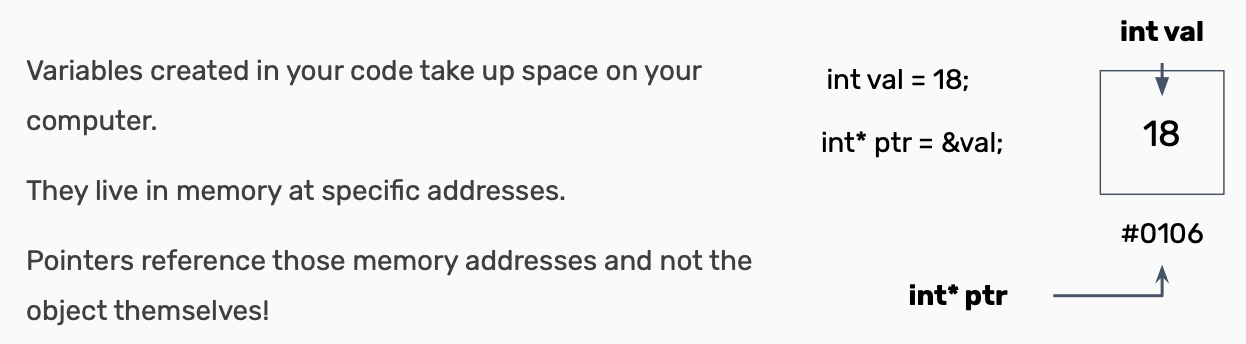 Variables created in your code take up space on your
computer.
They live in memory at specific addresses.
Pointers reference those memory addresses and not the
object themselves!
int val = 18;
int* ptr = &val;
int val
18
#0106
int* ptr